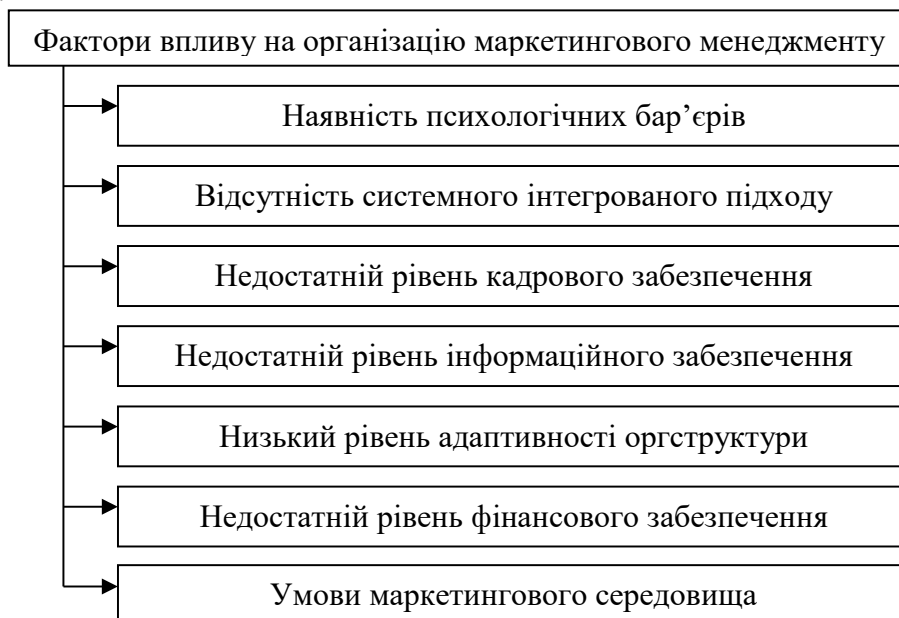 Фактори впливу на організацію маркетингового менеджменту
Наявність психологічних бар’єрів
Відсутність системного інтегрованого підходу
Недостатній рівень кадрового забезпечення
Недостатній рівень інформаційного забезпечення
Низький рівень адаптивності оргструктури
Недостатній рівень фінансового забезпечення
Умови маркетингового середовища